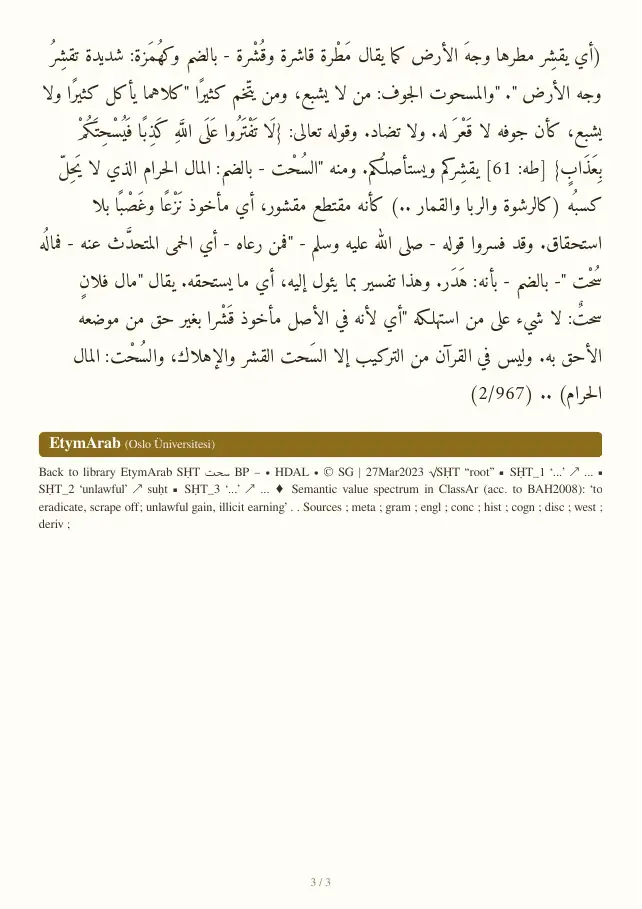 (أي يقشِر مطرها وجهَ الأرض كما يقال مَطْرة قاشرة وقُشْرة - بالضم وكهُمَزة: شديدة تقشِرُ
وجه الأرض ". "والمسحوت الجوف: من لا يشبع، ومن يتّخم كثيرًا "كلاهما يأكل كثيرًا ولا
يشبع، كأن جوفه لا قَعْرَ له. ولا تضاد. وقوله تعالى: {لَا تَفْتَرُوا عَلَى اللَّهِ كَذِبًا فَيُسْحِتَكُمْ
بِعَذَابٍ} [طه: 61] يقشِركم ويستأصلُكم. ومنه "السُحْت - بالضم: المال الحرام الذي لا يَحِلّ
كسبُه (كالرشوة والربا والقمار ..) كأنه مقتطع مقشور، أي مأخوذ نَزْعًا وغَصْبًا بلا
استحقاق. وقد فسروا قوله - صلى الله عليه وسلم - "فمن رعاه - أي الحمى المتحدَّث عنه - فمالُه
سُحْت "- بالضم - بأنه: هَدَر. وهذا تفسير بما يئول إليه، أي ما يستحقه. يقال "مال فلانٍ
سحتٌ: لا شيء على من استهلكه "أي لأنه في الأصل مأخوذ قَشْرا بغير حق من موضعه
الأحق به. وليس في القرآن من التركيب إلا السَحت القشر والإهلاك، والسُحْت: المال
الحرام) .. (2/967)
EtymArab (Oslo Üniversitesi)
Back to library EtymArab SḤT سحت BP – • HDAL • © SG | 27Mar2023 √SḤT “root” ▪ SḤT_1 ‘...’ ↗ ... ▪
SḤT_2 ‘unlawful’ ↗ suḥt ▪ SḤT_3 ‘...’ ↗ ... ♦ Semantic value spectrum in ClassAr (acc. to BAH2008): ‘to
eradicate, scrape off; unlawful gain, illicit earning’ . . Sources ; meta ; gram ; engl ; conc ; hist ; cogn ; disc ; west ;
deriv ;
3 / 3